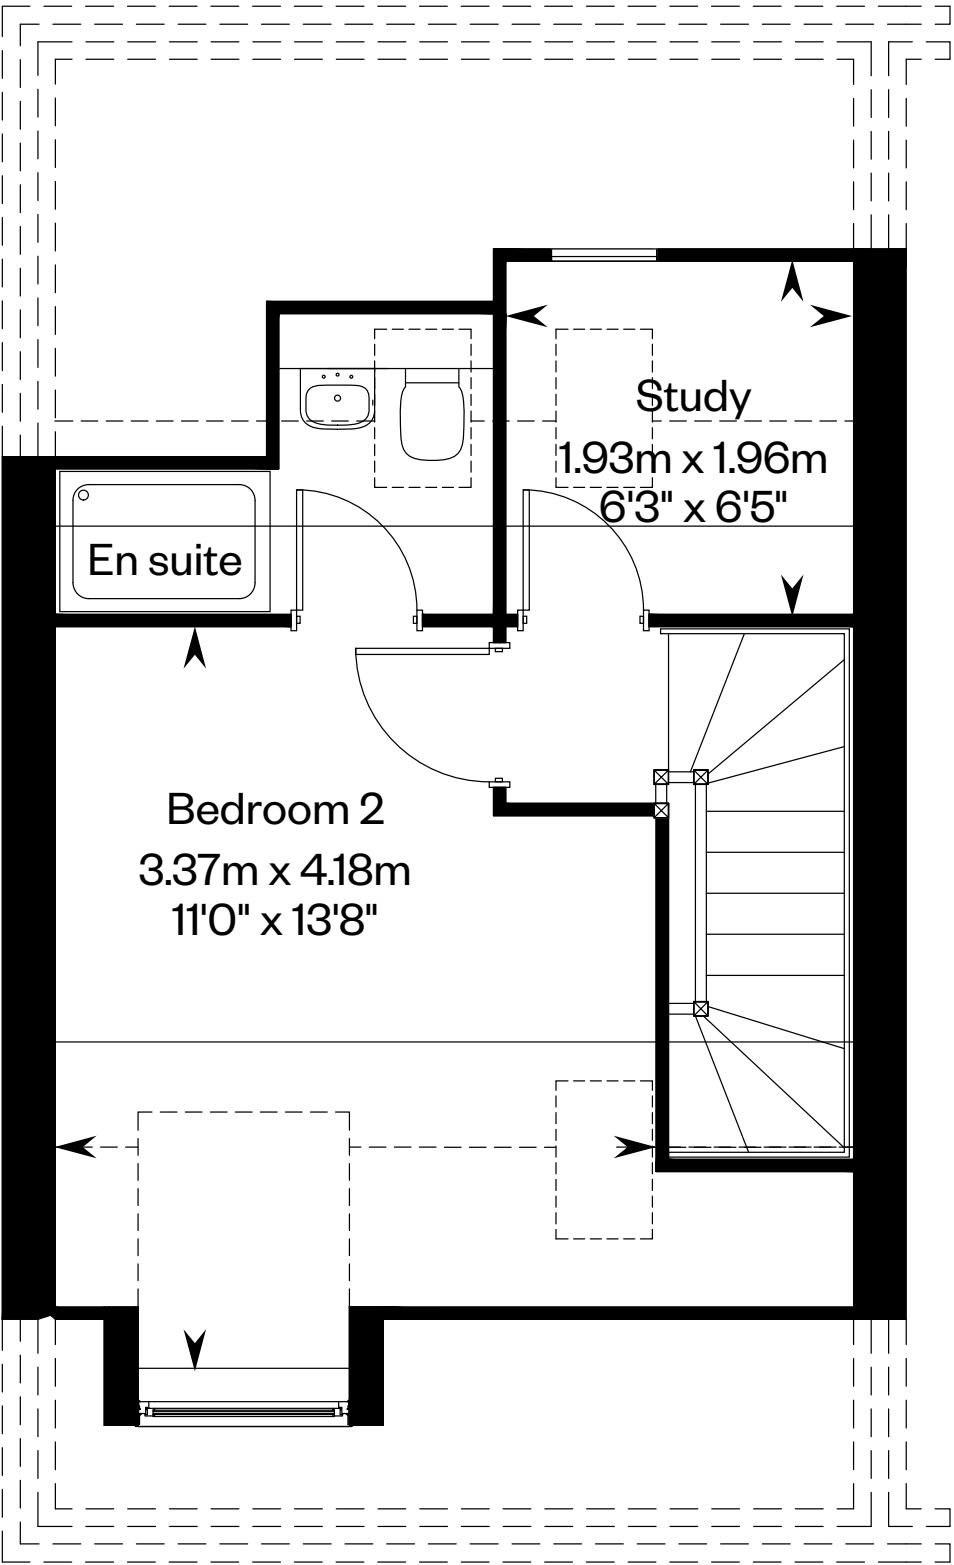 Study
1.93m x 1.96m
6'3" x 6'5"
En suite
Bedroom 2
3.37m x 4.18m
11'0" x 13'8"